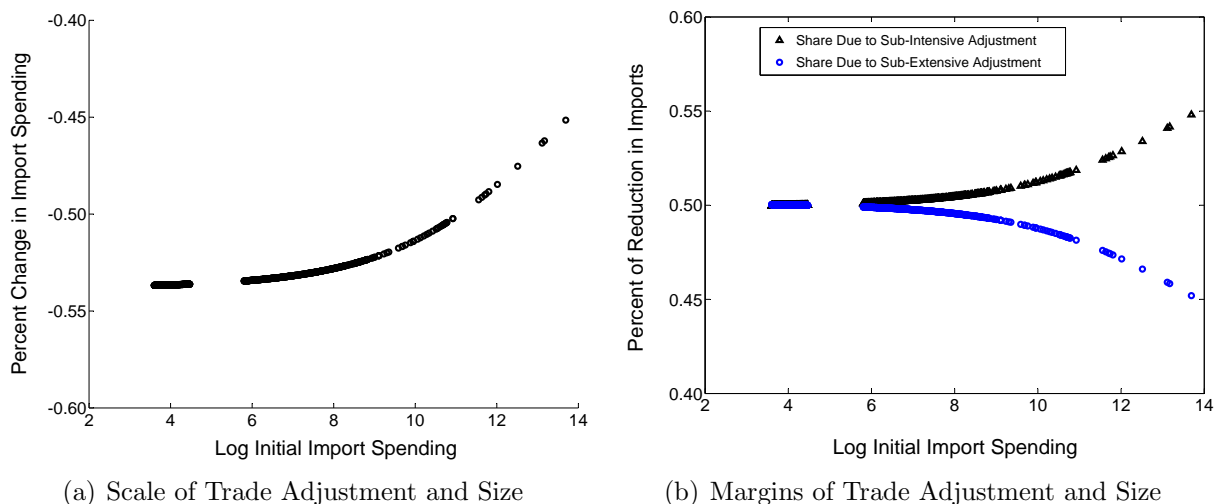 -0.40
-0.45
-0.50
-0.55
-0.60
Percent Change in Import Spending
2 4 6 8 10 12 14
Log Initial Import Spending
(a) Scale of Trade Adjustment and Size
0.60
0.55
0.50
0.45
0.40
Percent of Reduction in Imports
Share Due to Sub-Intensive Adjustment
Share Due to Sub-Extensive Adjustment
2 4 6 8 10 12 14
Log Initial Import Spending
(b) Margins of Trade Adjustment and Size